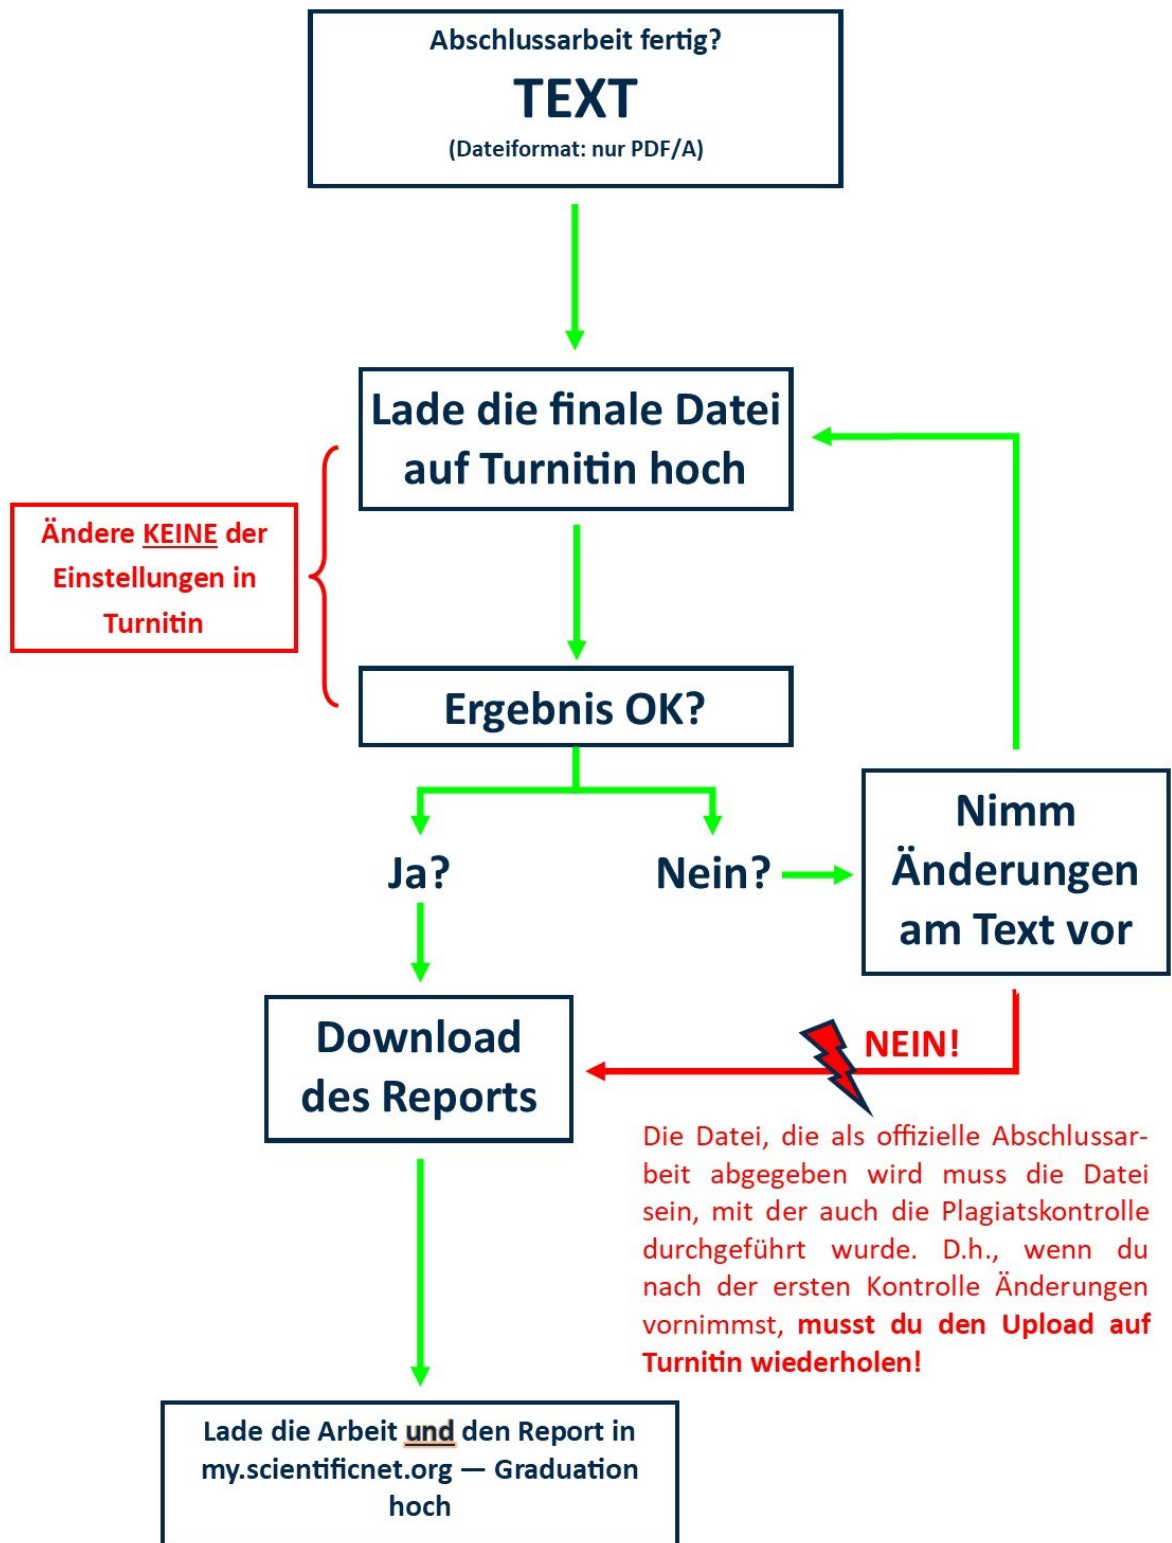 Abschlussarbeit fertig?
TEXT
(Dateiformat: nur PDF/A)
Lade die finale Datei
auf Turnitin hoch
Ändere KEINE der
Einstellungen in
Turnitin
Ergebnis OK?
Ja?
Nein?
Nimm
Änderungen
am Text vor
Download
des Reports
NEIN!
Die Datei, die als offizielle Abschlussar-
beit abgegeben wird muss die Datei
sein, mit der auch die Plagiatskontrolle
durchgeführt wurde. D.h., wenn du
nach der ersten Kontrolle Änderungen
vornimmst, musst du den Upload auf
Turnitin wiederholen!
Lade die Arbeit und den Report in
my.scientificnet.org — Graduation
hoch